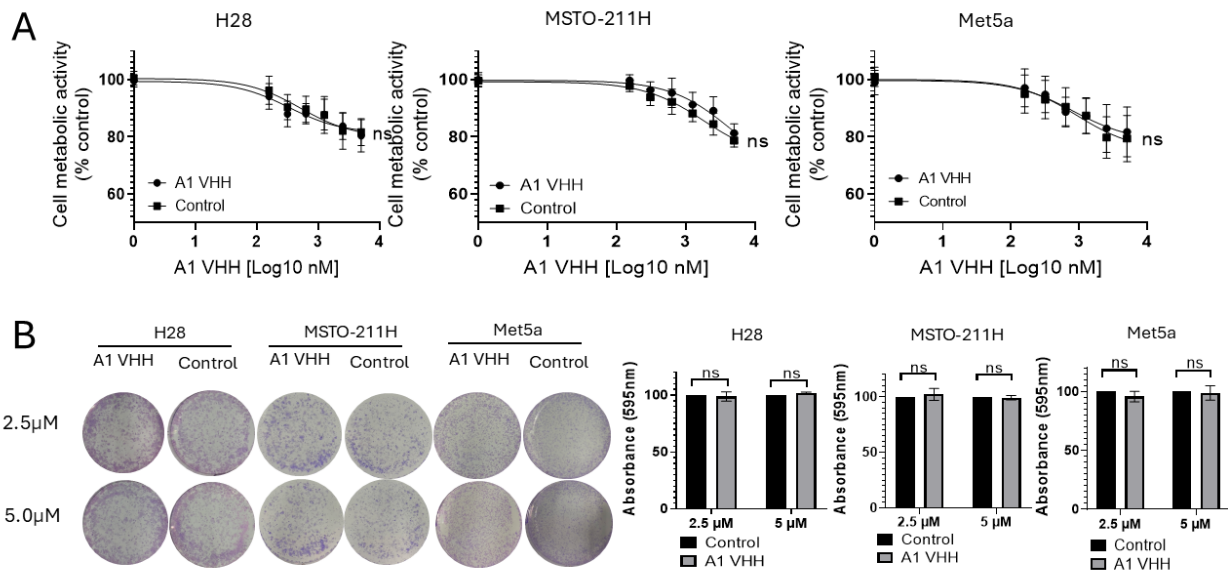 A
H28
MSTO-211H
Met5a
Cell metabolic activity
(% control)
100
80
60
ns
A1 VHH
Control
0 1 2 3 4
A1 VHH [Log10 nM]
Cell metabolic activity
(% control)
100
80
60
ns
A1 VHH
Control
0 1 2 3 4
A1 VHH [Log10 nM]
Cell metabolic activity
(% control)
100
80
60
ns
A1 VHH
Control
0 1 2 3 4
A1 VHH [Log10 nM]
B
H28 MSTO-211H Met5a
A1 VHH Control A1 VHH Control A1 VHH Control
2.5µM
5.0µM
H28
Absorbance (595nm)
100
50
0
ns ns
2.5 µM 5 µM
Control
A1 VHH
MSTO-211H
Absorbance (595nm)
100
50
0
ns ns
2.5 µM 5 µM
Control
A1 VHH
Met5a
Absorbance (595nm)
100
50
0
ns ns
2.5 µM 5 µM
Control
A1 VHH